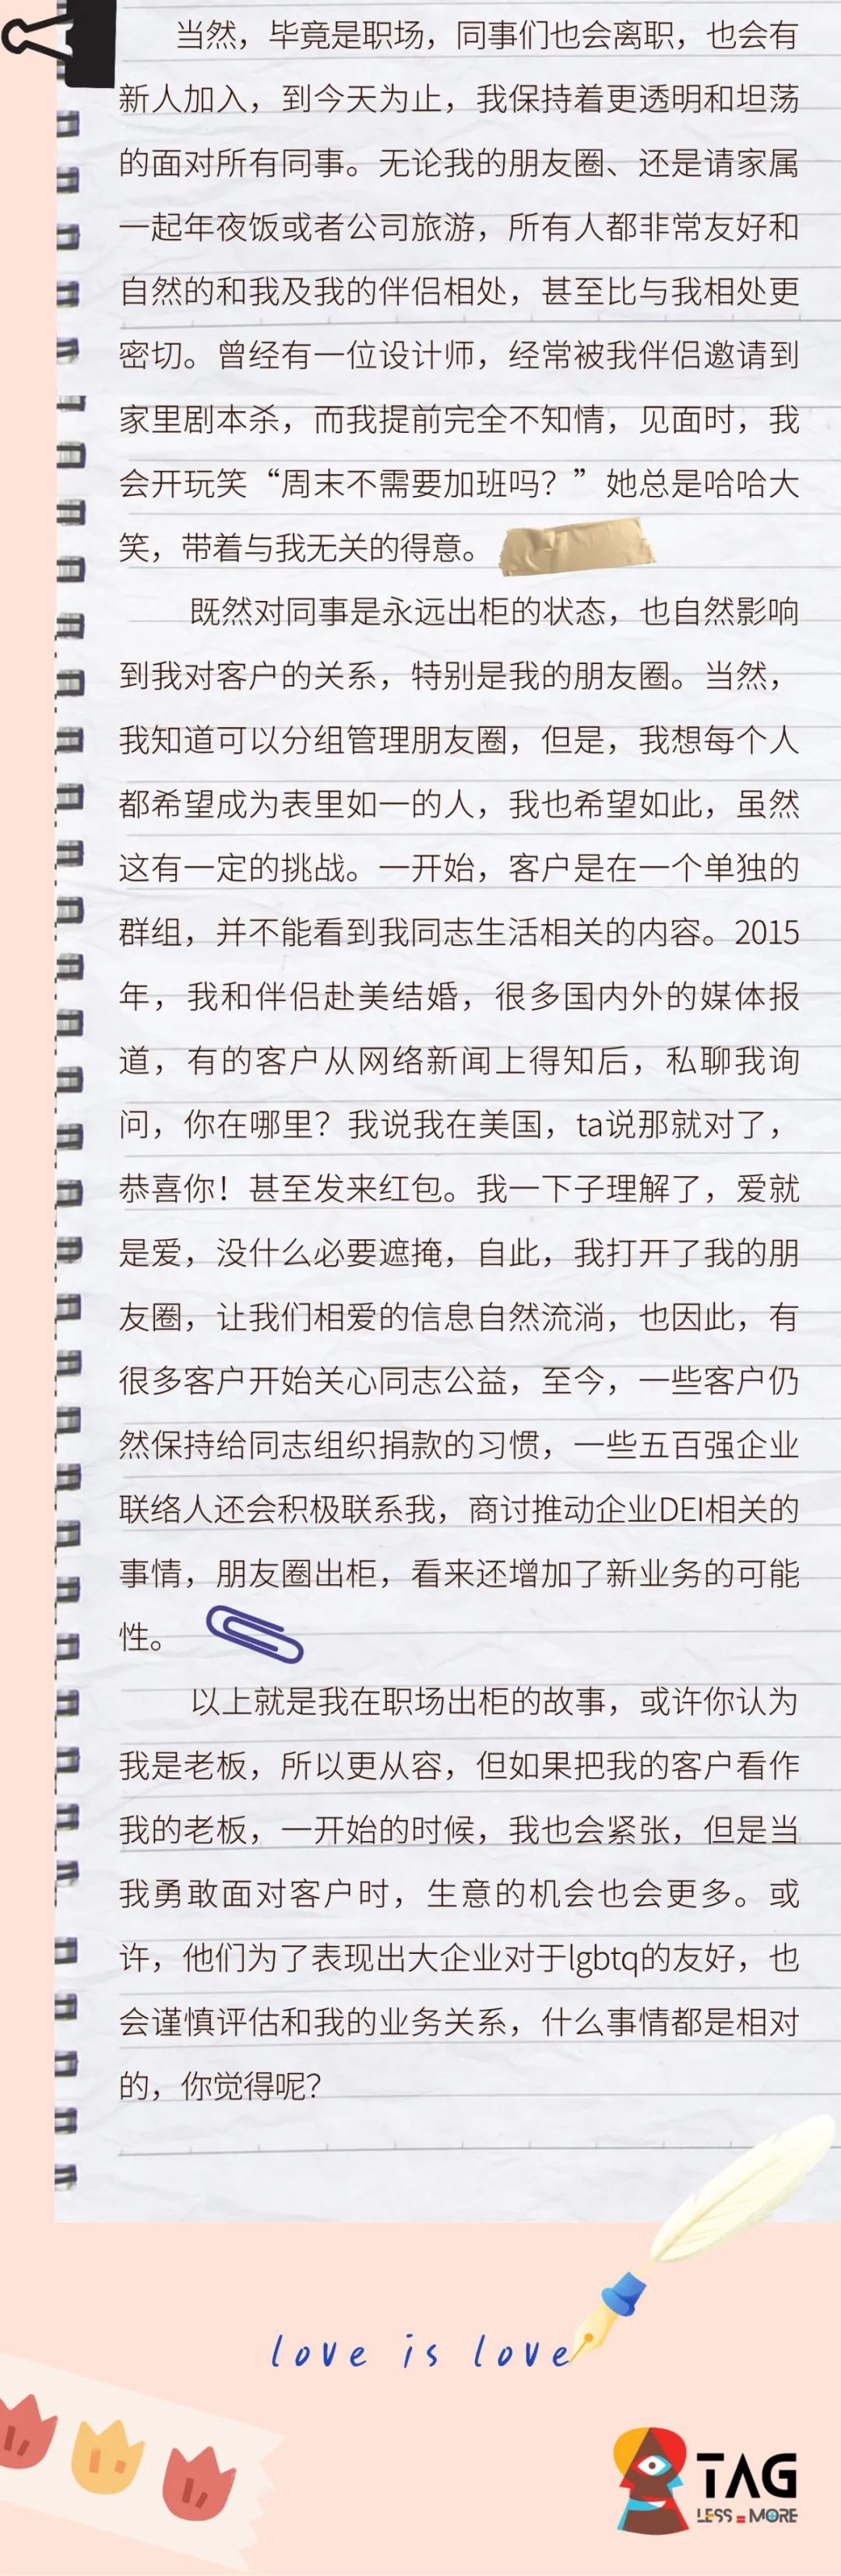 当然，毕竟是职场，同事们也会离职，也会有
新人加入，到今天为止，我保持着更透明和坦荡
的面对所有同事。无论我的朋友圈、还是请家属
一起年夜饭或者公司旅游，所有人都非常友好和
自然的和我及我的伴侣相处，甚至比与我相处更
密切。曾经有一位设计师，经常被我伴侣邀请到
家里剧本杀，而我提前完全不知情，见面时，我
会开玩笑“周末不需要加班吗？”她总是哈哈大
笑，带着与我无关的得意。
既然对同事是永远出柜的状态，也自然影响
到我对客户的关系，特别是我的朋友圈。当然，
我知道可以分组管理朋友圈，但是，我想每个人
都希望成为表里如一的人，我也希望如此，虽然
这有一定的挑战。一开始，客户是在一个单独的
群组，并不能看到我同志生活相关的内容。2015
年，我和伴侣赴美结婚，很多国内外的媒体报
道，有的客户从网络新闻上得知后，私聊我询
问，你在哪里？我说我在美国，ta说那就对了，
恭喜你！甚至发来红包。我一下子理解了，爱就
是爱，没什么必要遮掩，自此，我打开了我的朋
友圈，让我们相爱的信息自然流淌，也因此，有
很多客户开始关心同志公益，至今，一些客户仍
然保持给同志组织捐款的习惯，一些五百强企业
联络人还会积极联系我，商讨推动企业DEI相关的
事情，朋友圈出柜，看来还增加了新业务的可能
性。
以上就是我在职场出柜的故事，或许你认为
我是老板，所以更从容，但如果把我的客户看作
我的老板，一开始的时候，我也会紧张，但是当
我勇敢面对客户时，生意的机会也会更多。或
许，他们为了表现出大企业对于lgbtq的友好，也
会谨慎评估和我的业务关系，什么事情都是相对
的，你觉得呢？
love is love
TAG
LESS = MORE